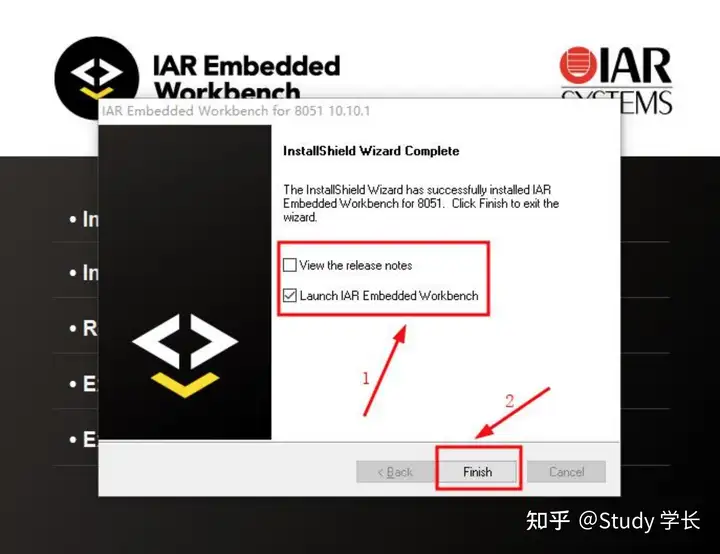 IAR Embedded
Workbench
IAR
SYSTEMS
IAR Embedded Workbench for 8051 10.10.1
InstallShield Wizard Complete
The InstallShield Wizard has successfully installed IAR
Embedded Workbench for 8051. Click Finish to exit the
wizard.
View the release notes
Launch IAR Embedded Workbench
1
2
• In
• In
• R
• E
• E
< Back
Finish
Cancel
知乎 @Study 学长